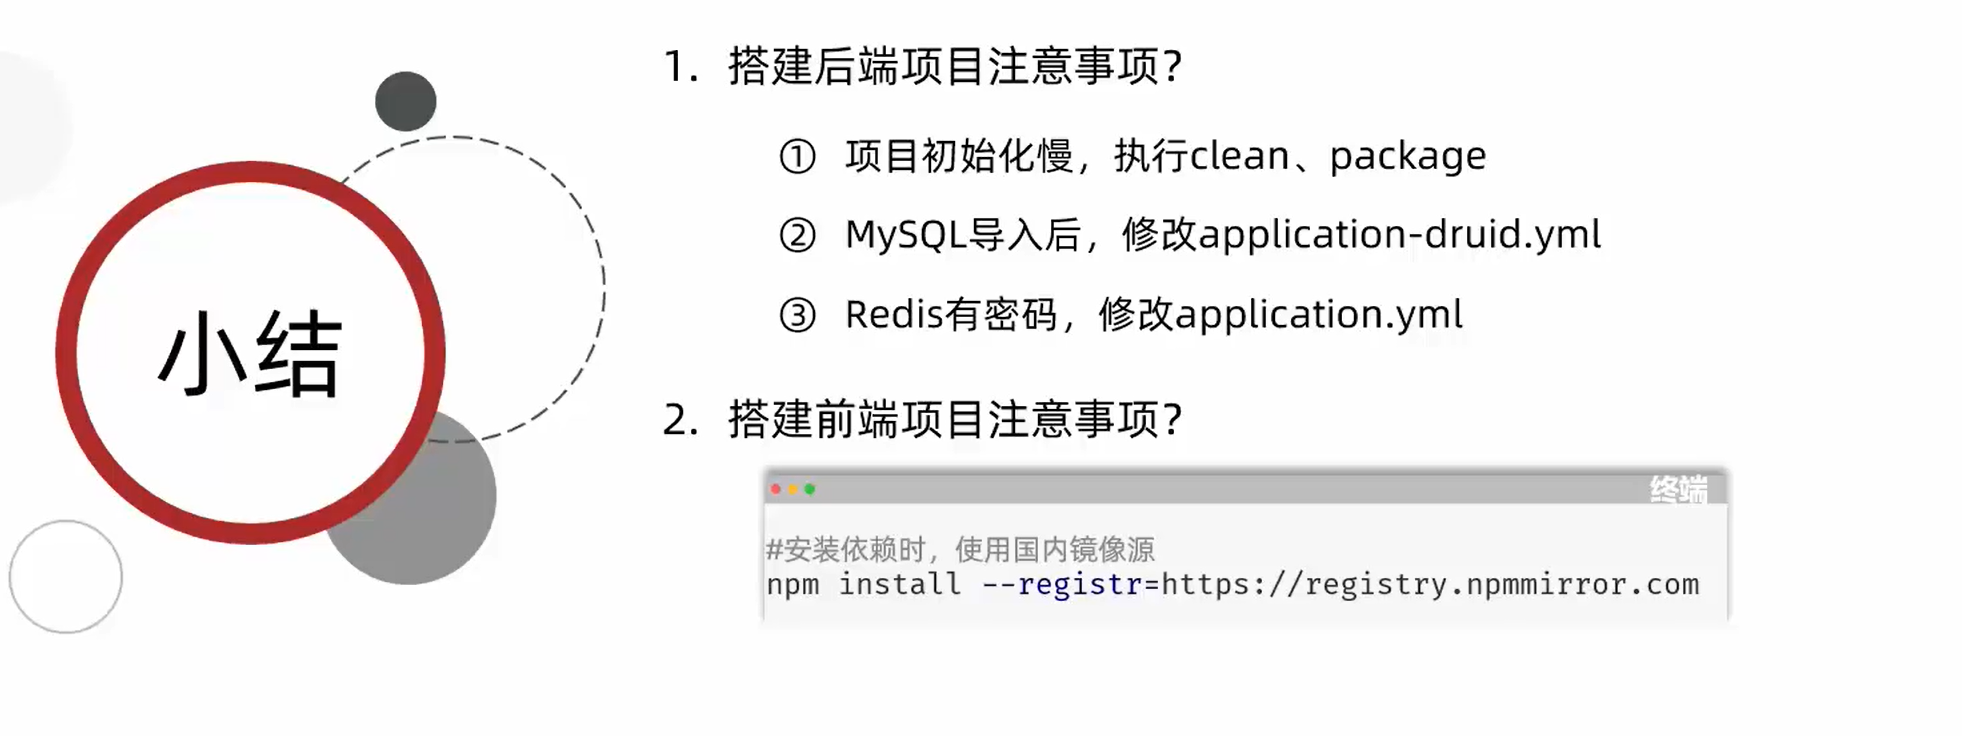 小结
1. 搭建后端项目注意事项？
① 项目初始化慢，执行clean、package
② MySQL导入后，修改application-druid.yml
③ Redis有密码，修改application.yml
2. 搭建前端项目注意事项？
终端
#安装依赖时，使用国内镜像源
npm install --registr=https://registry.npmmirror.com